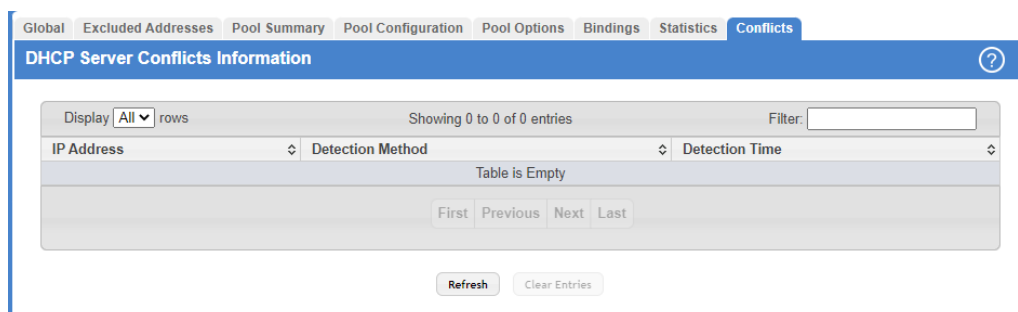 Global Excluded Addresses Pool Summary Pool Configuration Pool Options Bindings Statistics Conflicts
DHCP Server Conflicts Information ?
Display All rows Showing 0 to 0 of 0 entries Filter:
IP Address Detection Method Detection Time
Table is Empty
First Previous Next Last
Refresh Clear Entries